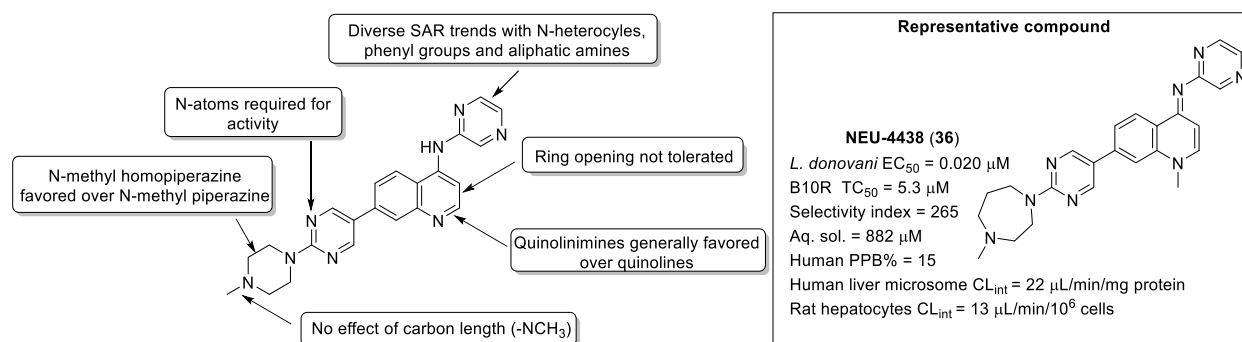 Diverse SAR trends with N-heterocyles,
phenyl groups and aliphatic amines
N-atoms required for
activity
N-methyl homopiperazine
favored over N-methyl piperazine
Ring opening not tolerated
Quinolinimines generally favored
over quinolines
No effect of carbon length (-NCH₃)
N
N
HN
N
N
N
N
N
Representative compound
N
N
N
N
N
N
N
N
NEU-4438 (36)
L. donovani EC₅₀ = 0.020 μM
B10R TC₅₀ = 5.3 μM
Selectivity index = 265
Aq. sol. = 882 μM
Human PPB% = 15
Human liver microsome CLint = 22 μL/min/mg protein
Rat hepatocytes CLint = 13 μL/min/10⁶ cells